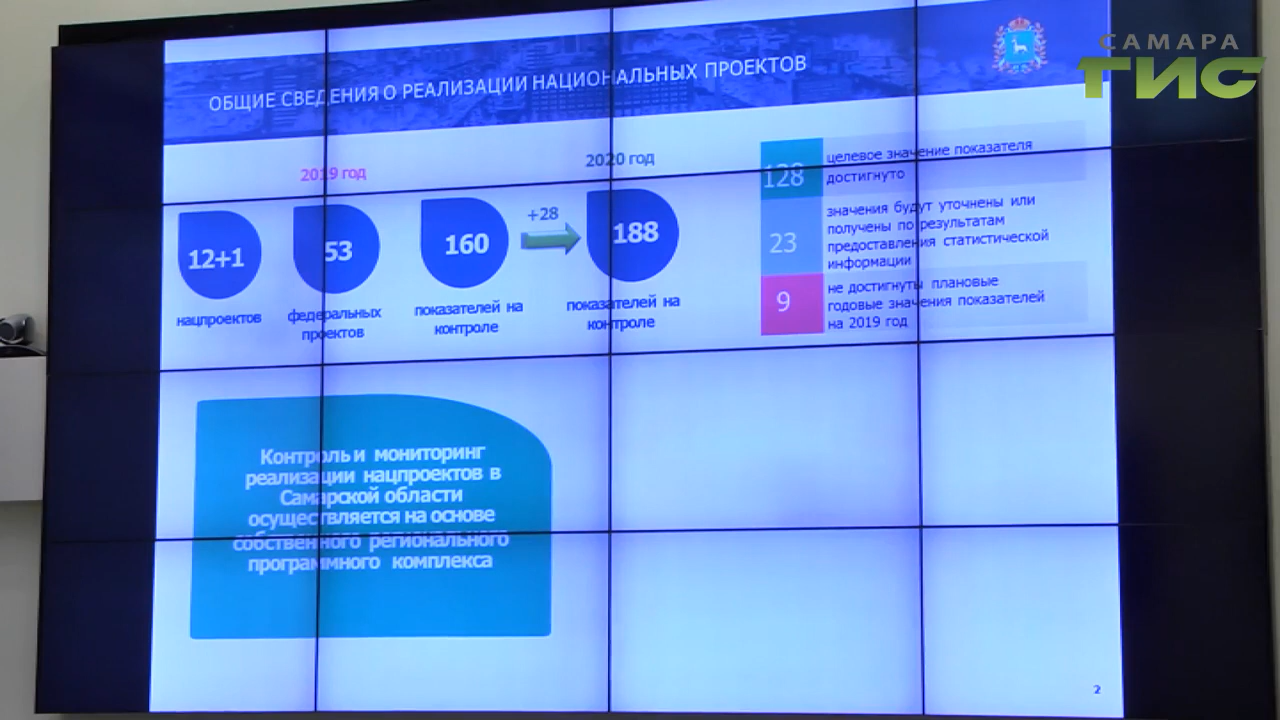 САМАРА
ТИС
ОБЩИЕ СВЕДЕНИЯ О РЕАЛИЗАЦИИ НАЦИОНАЛЬНЫХ ПРОЕКТОВ
2019 год
2020 год
12+1
нацпроектов
53
федеральных
проектов
160
показателей на
контроле
+28
188
показателей на
контроле
128
целевое значение показателя
достигнуто
23
значения будут уточнены или
получены по результатам
предоставления статистической
информации
9
не достигнуты плановые
годовые значения показателей
на 2019 год
Контроль и мониторинг
реализации нацпроектов в
Самарской области
осуществляется на основе
собственного регионального
программного комплекса
2